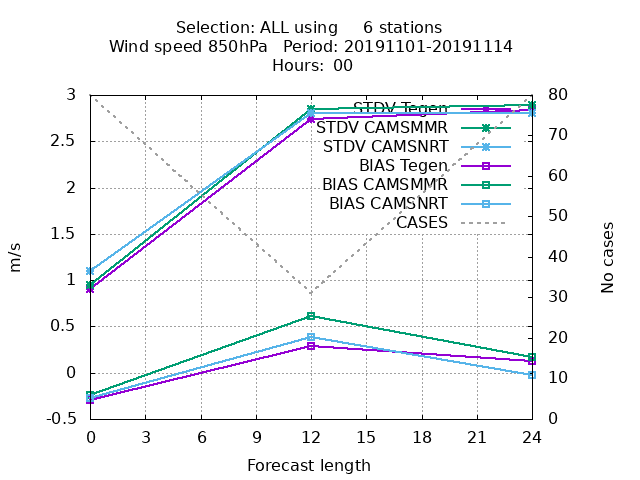 Selection: ALL using     6 stations
Wind speed 850hPa   Period: 20191101-20191114
Hours:  00
3
2.5
2
1.5
1
0.5
0
-0.5
m/s
80
70
60
50
40
30
20
10
0
No cases
STDV Tegen
STDV CAMSMMR
STDV CAMSNRT
BIAS Tegen
BIAS CAMSMMR
BIAS CAMSNRT
CASES
0 3 6 9 12 15 18 21 24
Forecast length